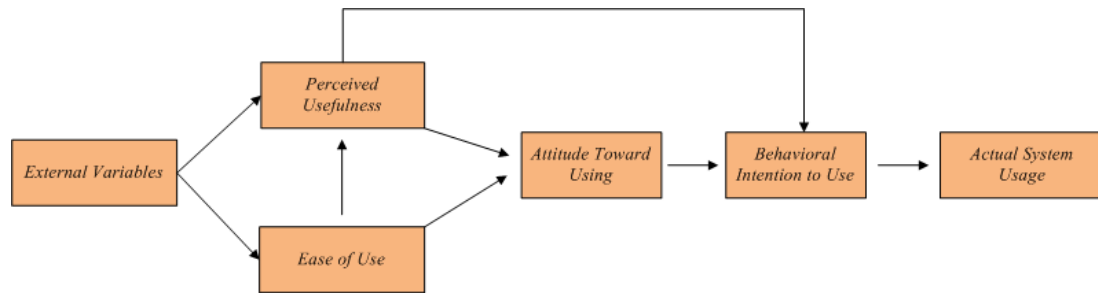 Perceived
Usefulness
External Variables
Attitude Toward
Using
Behavioral
Intention to Use
Actual System
Usage
Ease of Use